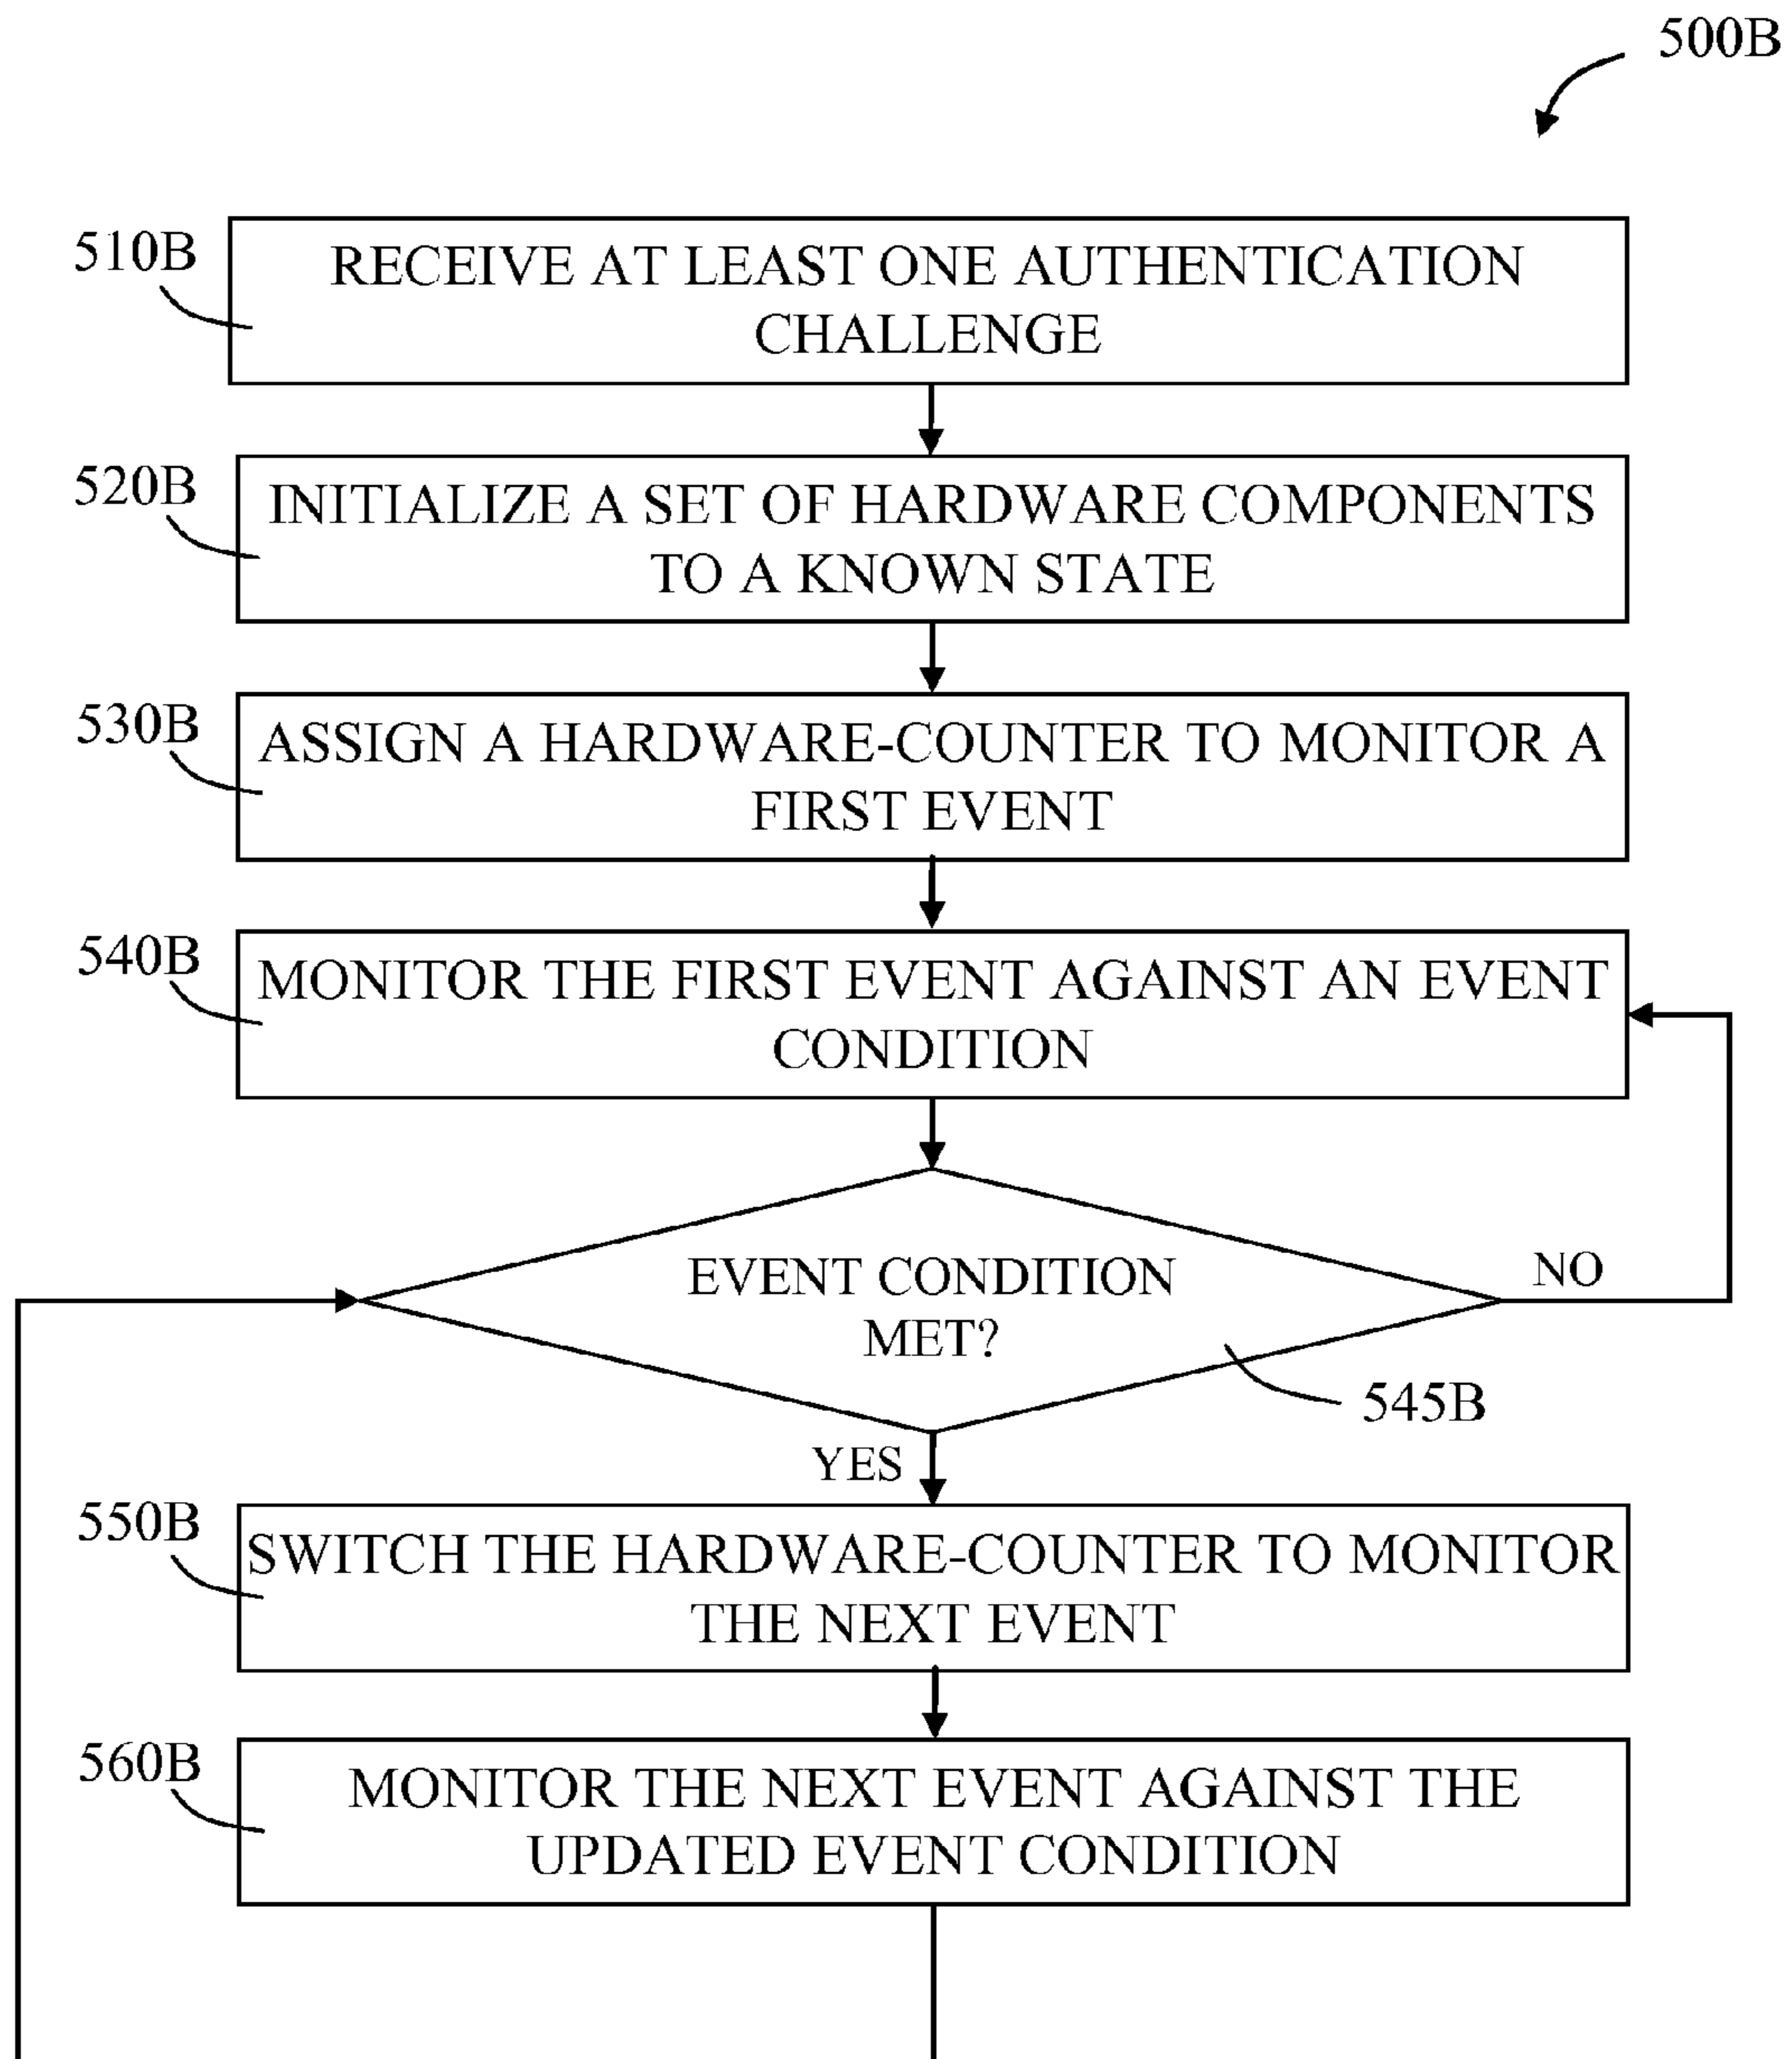 500B
510B
RECEIVE AT LEAST ONE AUTHENTICATION
CHALLENGE
520B
INITIALIZE A SET OF HARDWARE COMPONENTS
TO A KNOWN STATE
530B
ASSIGN A HARDWARE-COUNTER TO MONITOR A
FIRST EVENT
540B
MONITOR THE FIRST EVENT AGAINST AN EVENT
CONDITION
EVENT CONDITION
MET?
NO
545B
YES
550B
SWITCH THE HARDWARE-COUNTER TO MONITOR
THE NEXT EVENT
560B
MONITOR THE NEXT EVENT AGAINST THE
UPDATED EVENT CONDITION